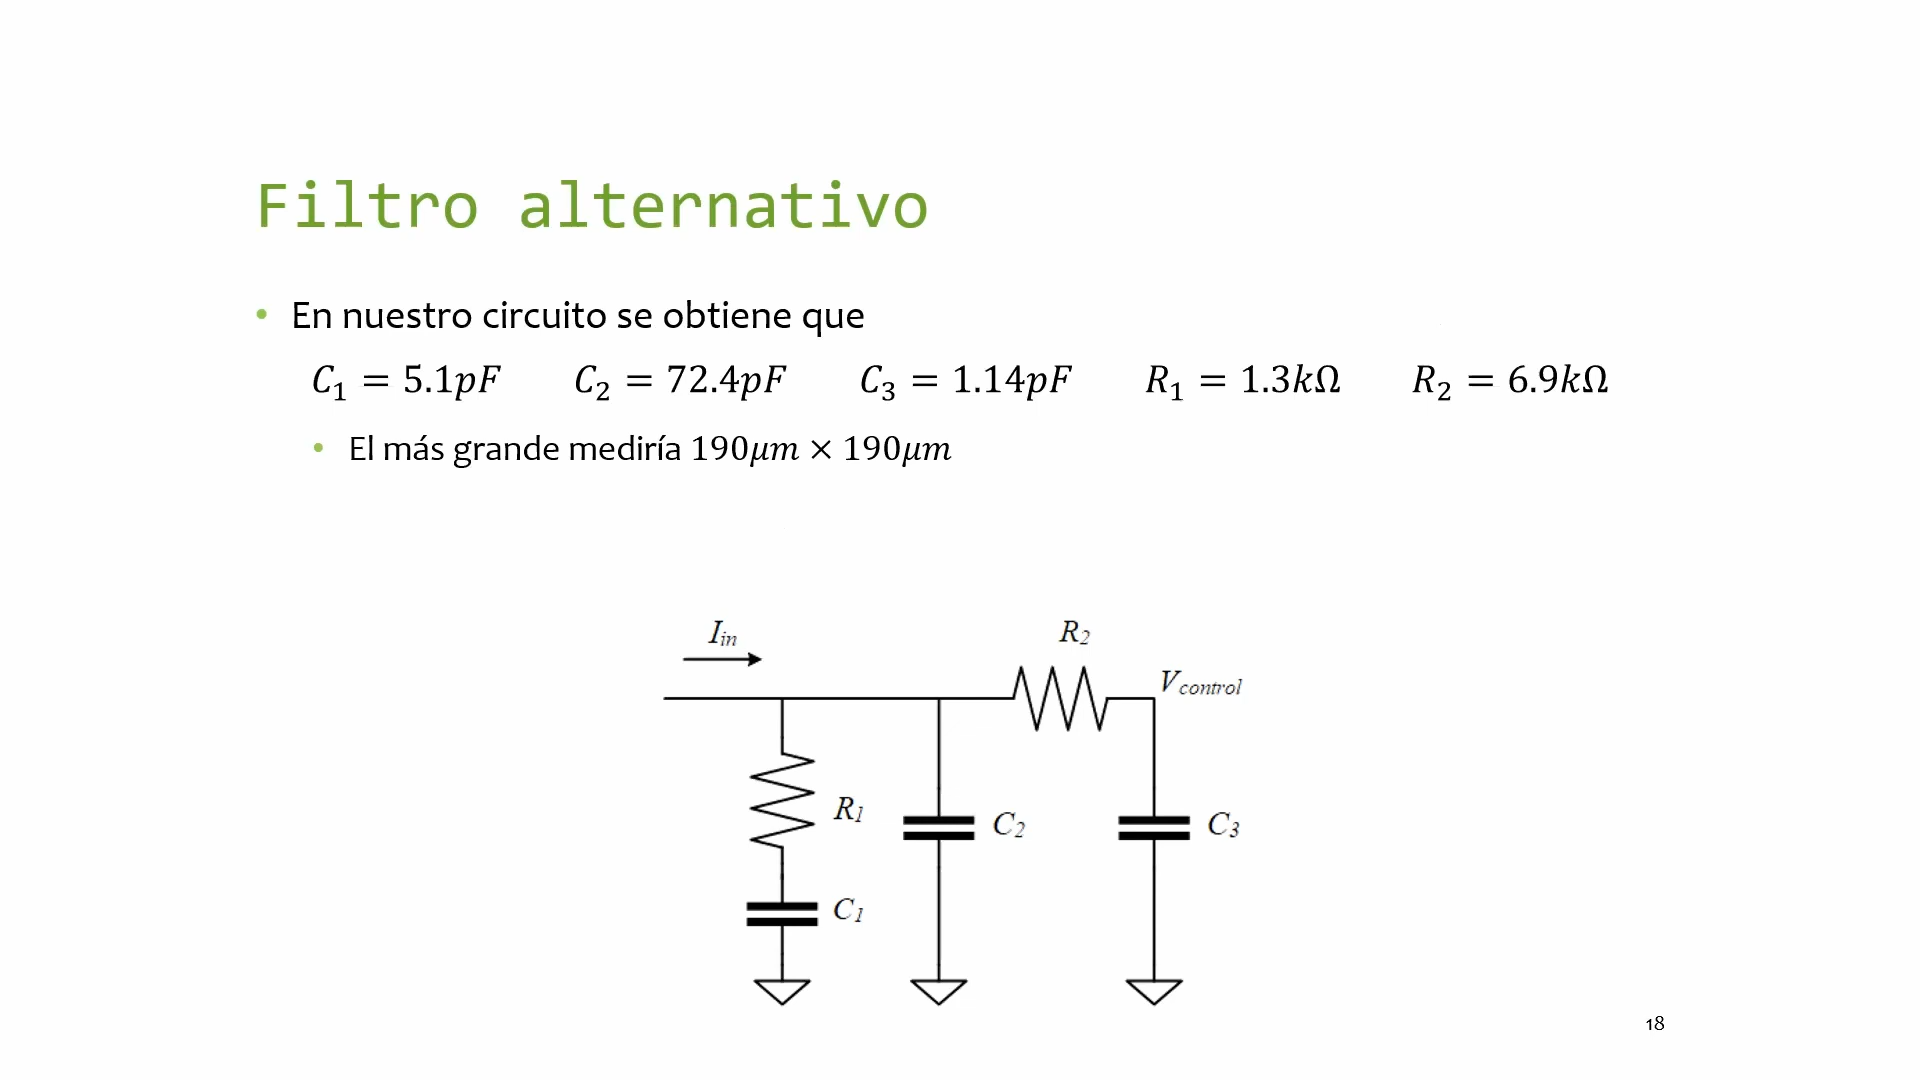 Filtro alternativo
• En nuestro circuito se obtiene que
C₁ = 5.1pF C₂ = 72.4pF C₃ = 1.14pF R₁ = 1.3kΩ R₂ = 6.9kΩ
• El más grande mediría 190μm × 190μm
I_in
R₂
V_control
R₁
C₂
C₃
C₁
18